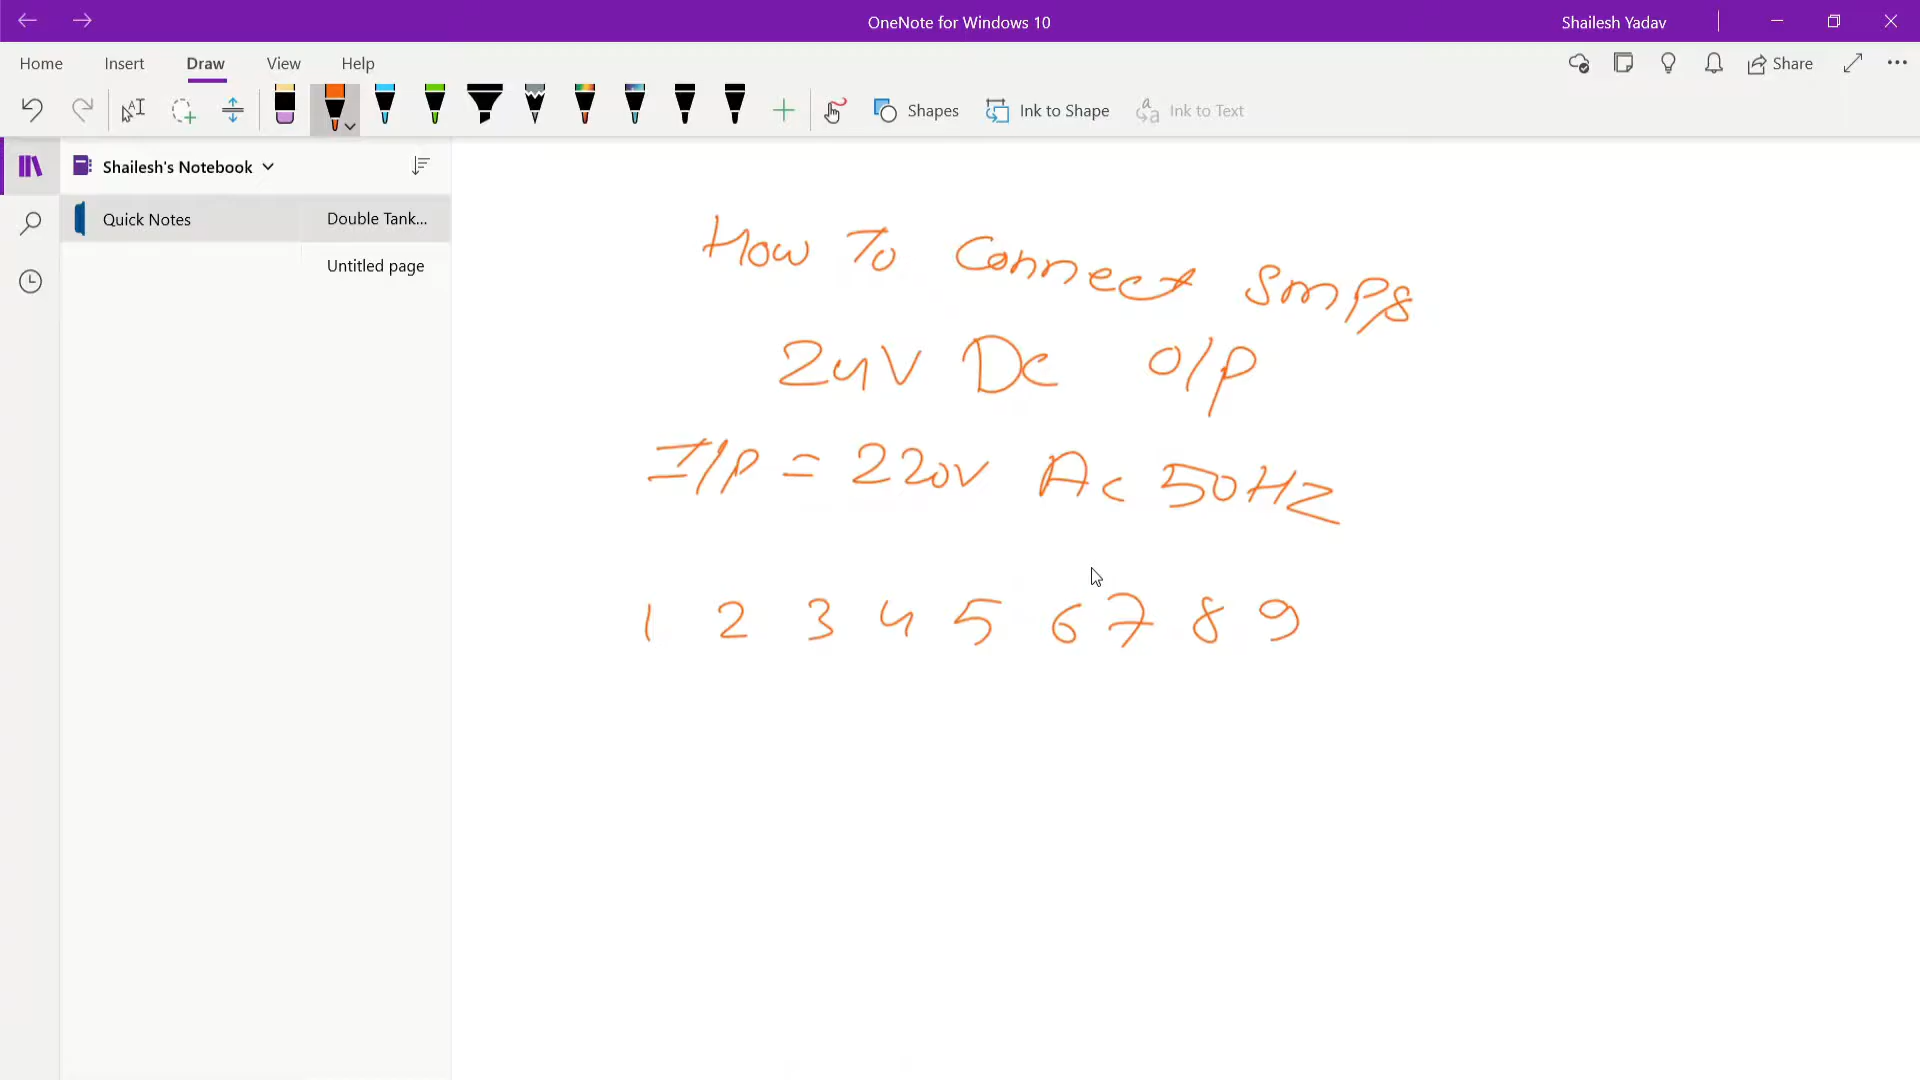 OneNote for Windows 10
Shailesh Yadav
Home Insert Draw View Help
Share
Shapes Ink to Shape Ink to Text
Shailesh's Notebook
Quick Notes
Double Tank...
Untitled page
How To Connect Smps
24V DC O/P
I/P = 220V AC 50HZ
1 2 3 4 5 6 7 8 9